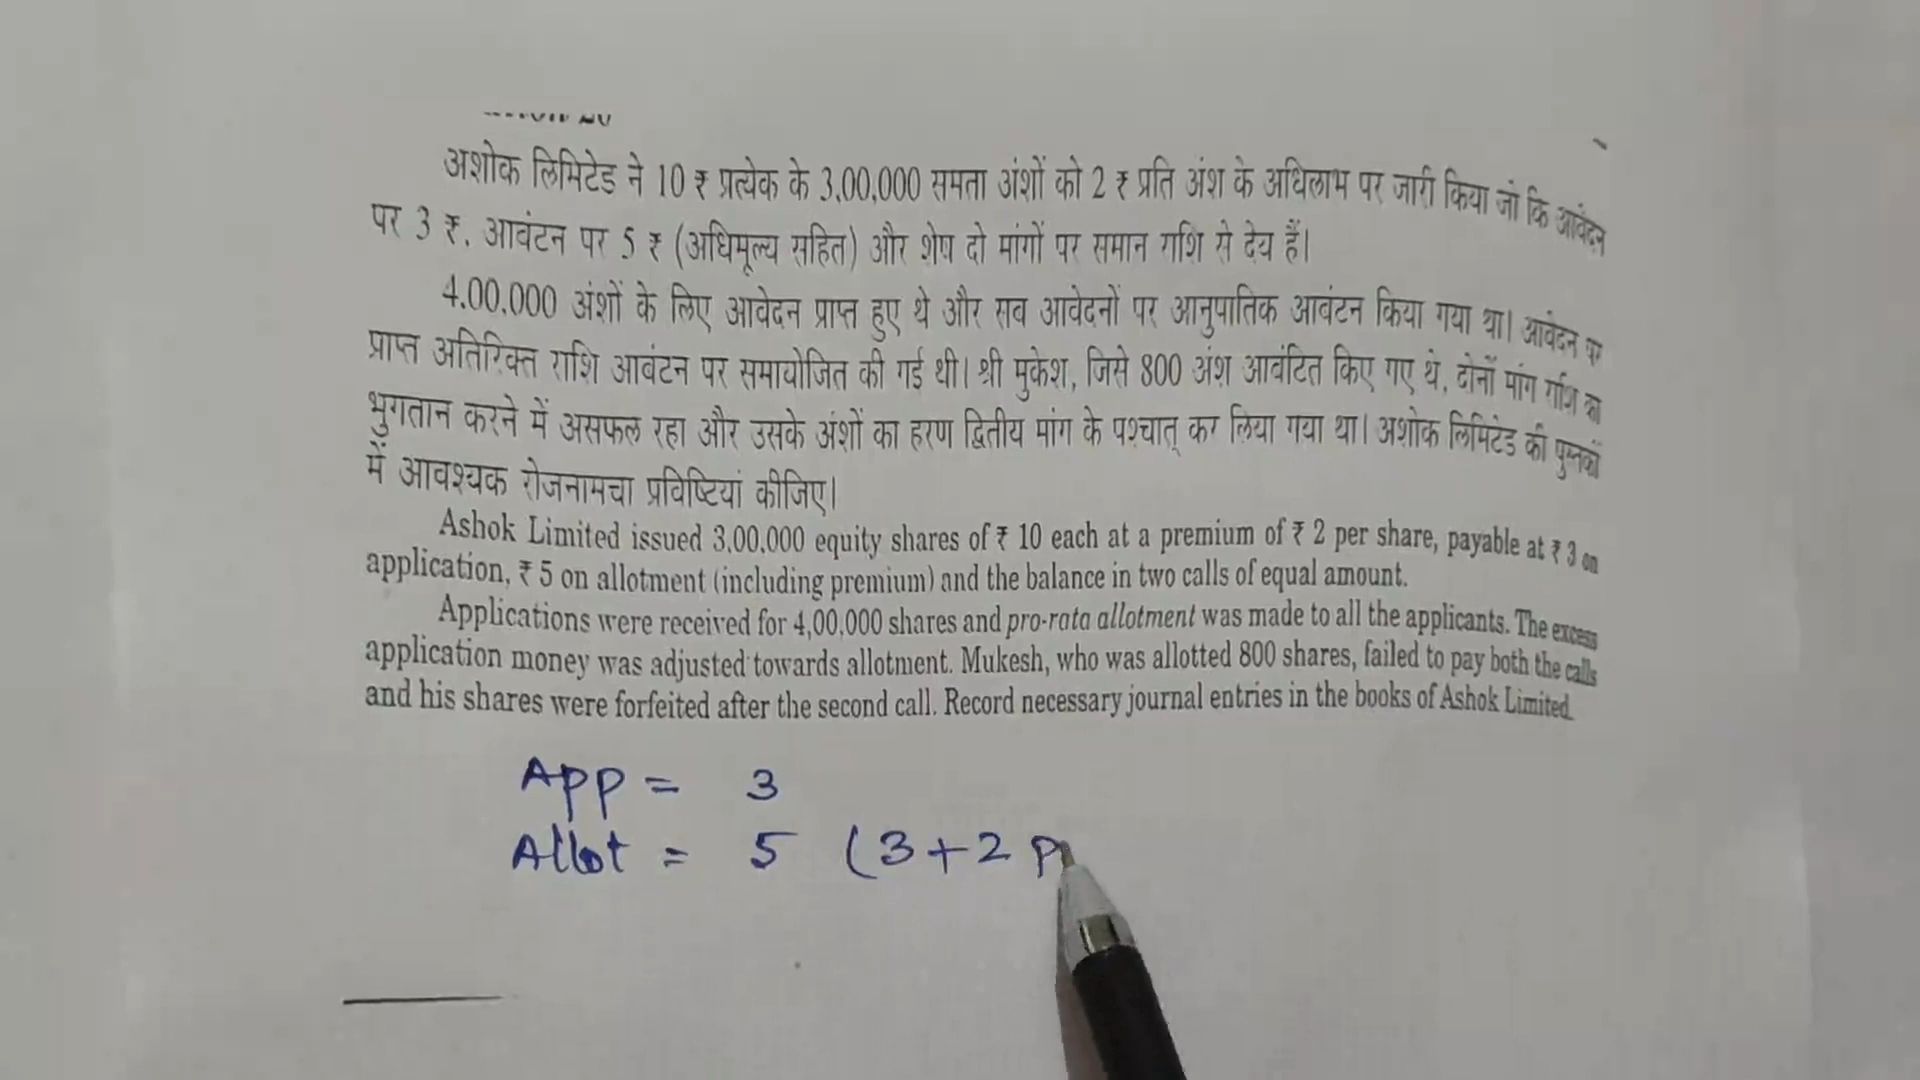 अशोक लिमिटेड ने 10 ₹ प्रत्येक के 3,00,000 समता अंशों को 2 ₹ प्रति अंश के अधिलाभ पर जारी किया जो कि आवेदन
पर 3 ₹, आवंटन पर 5 ₹ (अधिमूल्य सहित) और शेष दो मांगों पर समान राशि से देय हैं।
4,00,000 अंशों के लिए आवेदन प्राप्त हुए थे और सब आवेदनों पर आनुपातिक आबंटन किया गया था। आवेदन पर
प्राप्त अतिरिक्त राशि आवंटन पर समायोजित की गई थी। श्री मुकेश, जिसे 800 अंश आवंटित किए गए थे, दोनों मांग राशि का
भुगतान करने में असफल रहा और उसके अंशों का हरण द्वितीय मांग के पश्चात् कर लिया गया था। अशोक लिमिटेड की पुस्तकों
में आवश्यक रोजनामचा प्रविष्टियां कीजिए।
Ashok Limited issued 3,00,000 equity shares of ₹ 10 each at a premium of ₹ 2 per share, payable at ₹ 3 on
application, ₹ 5 on allotment (including premium) and the balance in two calls of equal amount.
Applications were received for 4,00,000 shares and pro-rata allotment was made to all the applicants. The excess
application money was adjusted towards allotment. Mukesh, who was allotted 800 shares, failed to pay both the calls
and his shares were forfeited after the second call. Record necessary journal entries in the books of Ashok Limited.
App = 3
Allot = 5 (3+2 P